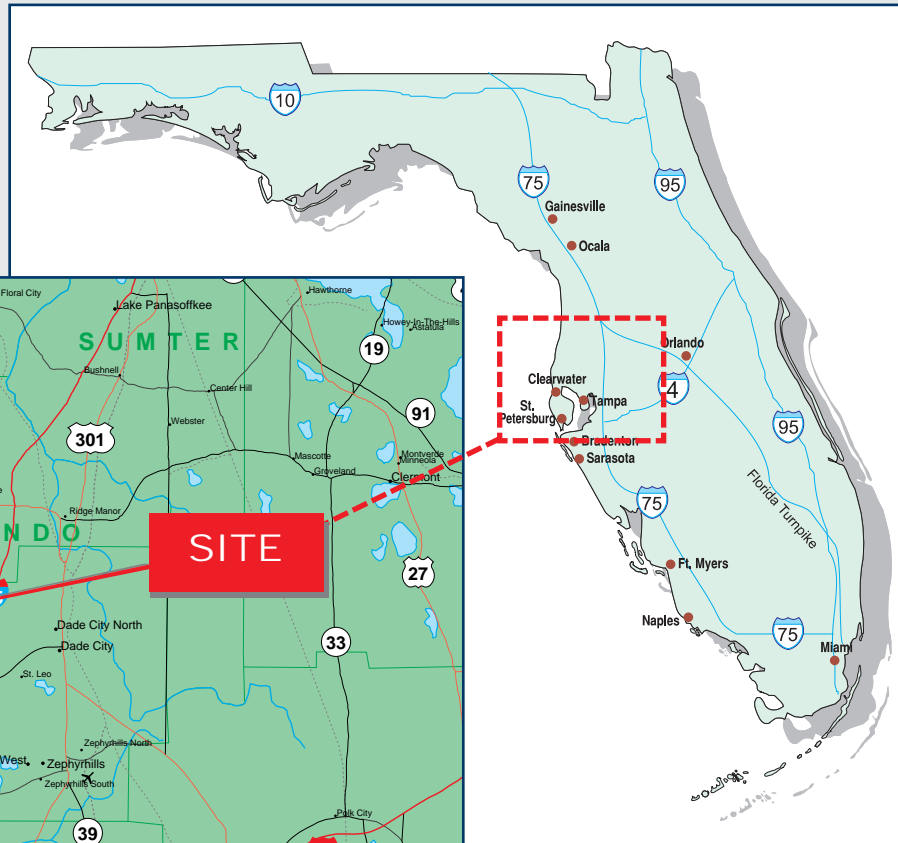 10
75
95
Gainesville
Ocala
Orlando
Clearwater
4
Tampa
St.
Petersburg
95
Bradenton
Sarasota
Florida Turnpike
75
Ft. Myers
Naples
75
Miami
Floral City
Lake Panasoffkee
Hawthorne
Howey-In-The-Hills
Astatula
SUMTER
19
Bushnell
Center Hill
91
Webster
301
Mascotte
Montverde
Minneola
Groveland
Clermont
Ridge Manor
NDO
SITE
27
Dade City North
33
Dade City
St. Leo
Zephyrhills North
West
Zephyrhills
Zephyrhills South
Polk City
39